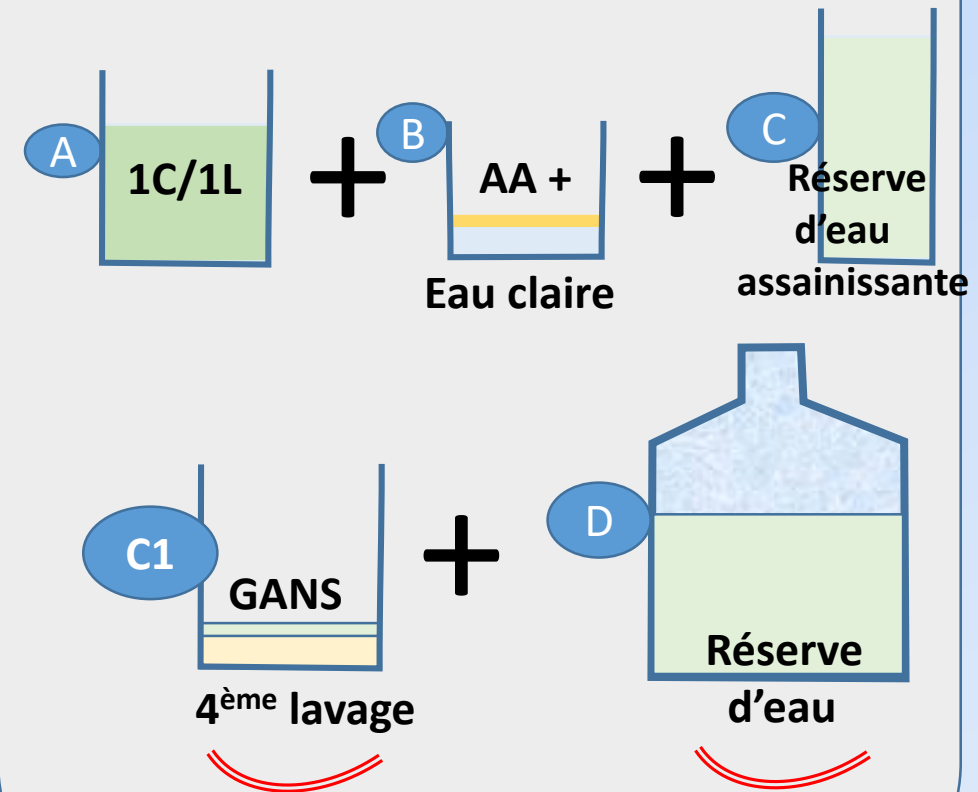 A
1C/1L
+
B
AA +
Eau claire
+
C
Réserve
d'eau
assainissante
C1
GANS
4ème lavage
+
D
Réserve
d'eau